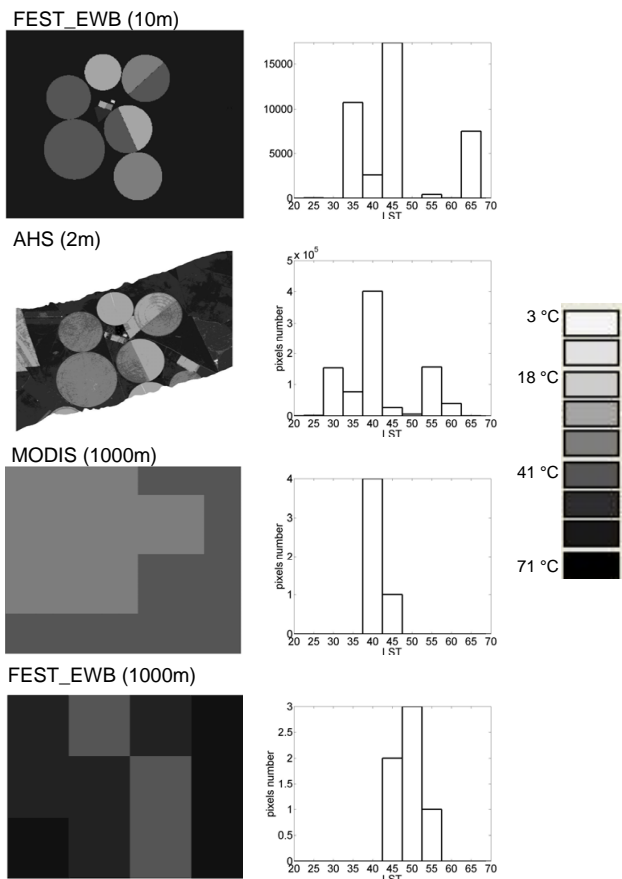 FEST_EWB (10m)
15000
10000
5000
0
20 25 30 35 40 45 50 55 60 65 70
LST
AHS (2m)
5 x 10^5
4
3
2
1
0
pixels number
20 25 30 35 40 45 50 55 60 65 70
LST
3 °C
18 °C
41 °C
71 °C
MODIS (1000m)
4
3
2
1
0
pixels number
20 25 30 35 40 45 50 55 60 65 70
LST
FEST_EWB (1000m)
3
2.5
2
1.5
1
0.5
0
pixels number
20 25 30 35 40 45 50 55 60 65 70
LST